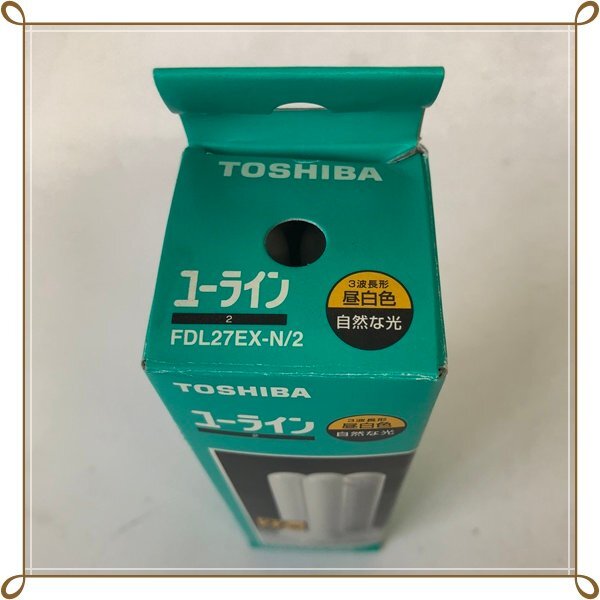 TOSHIBA
ユーライン
2
FDL27EX-N/2
3波長形
昼白色
自然な光
TOSHIBA
ユーライン
2
3波長形
昼白色
自然な光